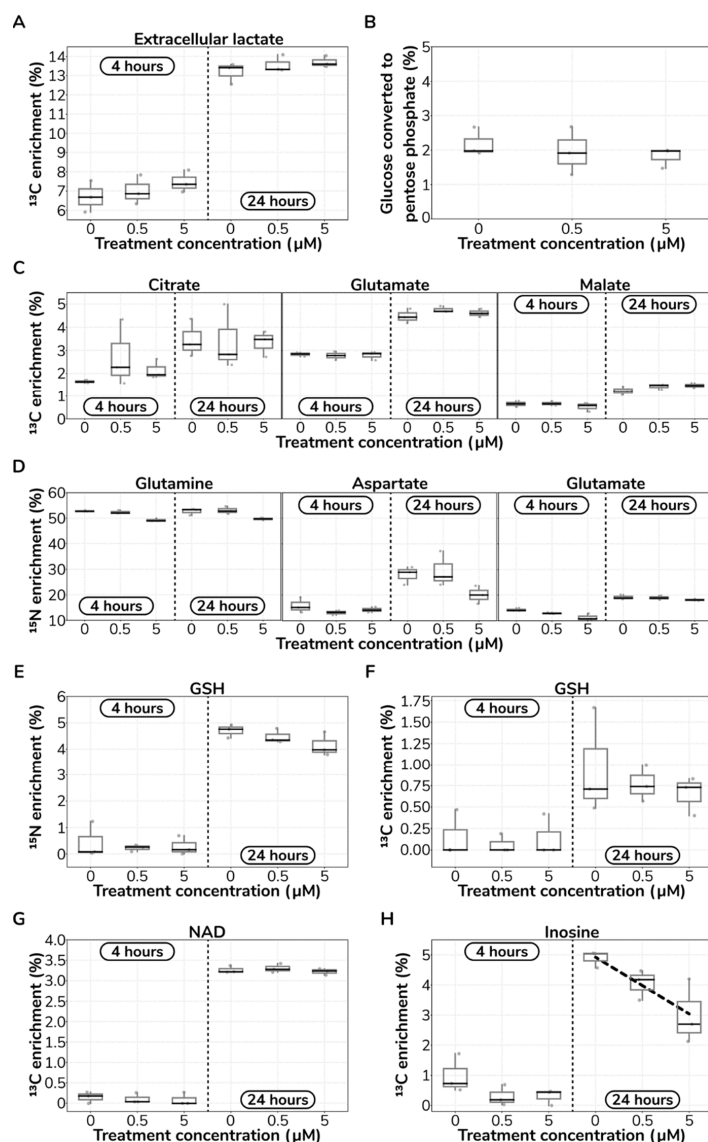 A
Extracellular lactate
4 hours
24 hours
14
13
12
11
10
9
8
7
6
¹³C enrichment (%)
0 0.5 5 0 0.5 5
Treatment concentration (µM)
B
Glucose converted to
pentose phosphate (%)
5
4
3
2
1
0
0 0.5 5
Treatment concentration (µM)
C
Citrate Glutamate Malate
4 hours 24 hours
4 hours 24 hours 4 hours 24 hours
5
4
3
2
1
0
¹³C enrichment (%)
0 0.5 5 0 0.5 5 0 0.5 5 0 0.5 5 0 0.5 5 0 0.5 5
Treatment concentration (µM)
D
Glutamine Aspartate Glutamate
4 hours 24 hours 4 hours 24 hours
4 hours 24 hours
60
50
40
30
20
10
¹⁵N enrichment (%)
0 0.5 5 0 0.5 5 0 0.5 5 0 0.5 5 0 0.5 5 0 0.5 5
Treatment concentration (µM)
E
GSH
4 hours
24 hours
6
5
4
3
2
1
0
¹⁵N enrichment (%)
0 0.5 5 0 0.5 5
Treatment concentration (µM)
F
GSH
4 hours
24 hours
1.75
1.50
1.25
1.00
0.75
0.50
0.25
0.00
¹³C enrichment (%)
0 0.5 5 0 0.5 5
Treatment concentration (µM)
G
NAD
4 hours
24 hours
4.0
3.5
3.0
2.5
2.0
1.5
1.0
0.5
0
¹³C enrichment (%)
0 0.5 5 0 0.5 5
Treatment concentration (µM)
H
Inosine
4 hours
24 hours
5
4
3
2
1
0
¹³C enrichment (%)
0 0.5 5 0 0.5 5
Treatment concentration (µM)